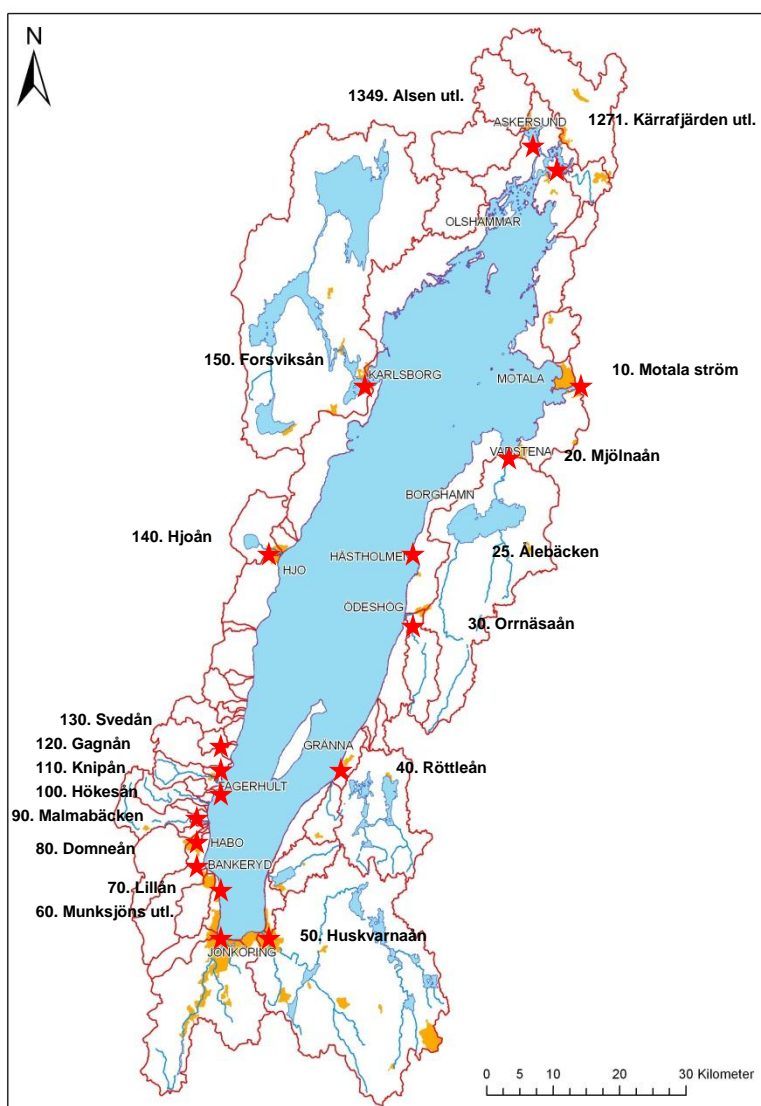 N
1349. Alsen utl.
ASKERSUND
1271. Kärrafjärden utl.
OLSHAMMAR
150. Forsviksån
KARLSBORG
MOTALA
10. Motala ström
VADSTENA
20. Mjölnaån
BORGHAMN
140. Hjoån
HJO
HÄSTHOLMEN
25. Ålebäcken
ÖDESHÖG
30. Orrnäsaån
130. Svedån
120. Gagnån
GRÄNNA
110. Knipån
40. Röttleån
FAGERHULT
100. Hökesån
90. Malmabäcken
HABO
80. Domneån
BANKERYD
70. Lillån
60. Munksjöns utl.
50. Huskvarnaån
JÖNKÖPING
0 5 10 20 30 Kilometer